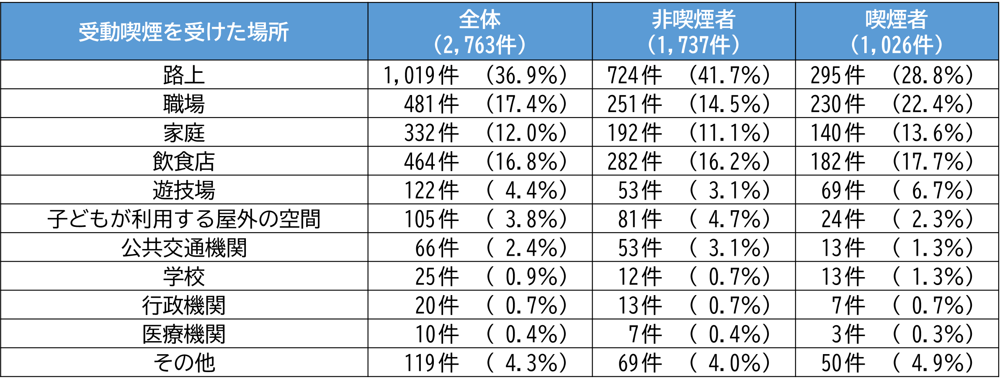 受動喫煙を受けた場所 全体 非喫煙者 喫煙者
（2,763件） （1,737件） （1,026件）
路上 1,019件 （36.9%） 724件 （41.7%） 295件 （28.8%）
職場 481件 （17.4%） 251件 （14.5%） 230件 （22.4%）
家庭 332件 （12.0%） 192件 （11.1%） 140件 （13.6%）
飲食店 464件 （16.8%） 282件 （16.2%） 182件 （17.7%）
遊技場 122件 （ 4.4%） 53件 （ 3.1%） 69件 （ 6.7%）
子どもが利用する屋外の空間 105件 （ 3.8%） 81件 （ 4.7%） 24件 （ 2.3%）
公共交通機関 66件 （ 2.4%） 53件 （ 3.1%） 13件 （ 1.3%）
学校 25件 （ 0.9%） 12件 （ 0.7%） 13件 （ 1.3%）
行政機関 20件 （ 0.7%） 13件 （ 0.7%） 7件 （ 0.7%）
医療機関 10件 （ 0.4%） 7件 （ 0.4%） 3件 （ 0.3%）
その他 119件 （ 4.3%） 69件 （ 4.0%） 50件 （ 4.9%）